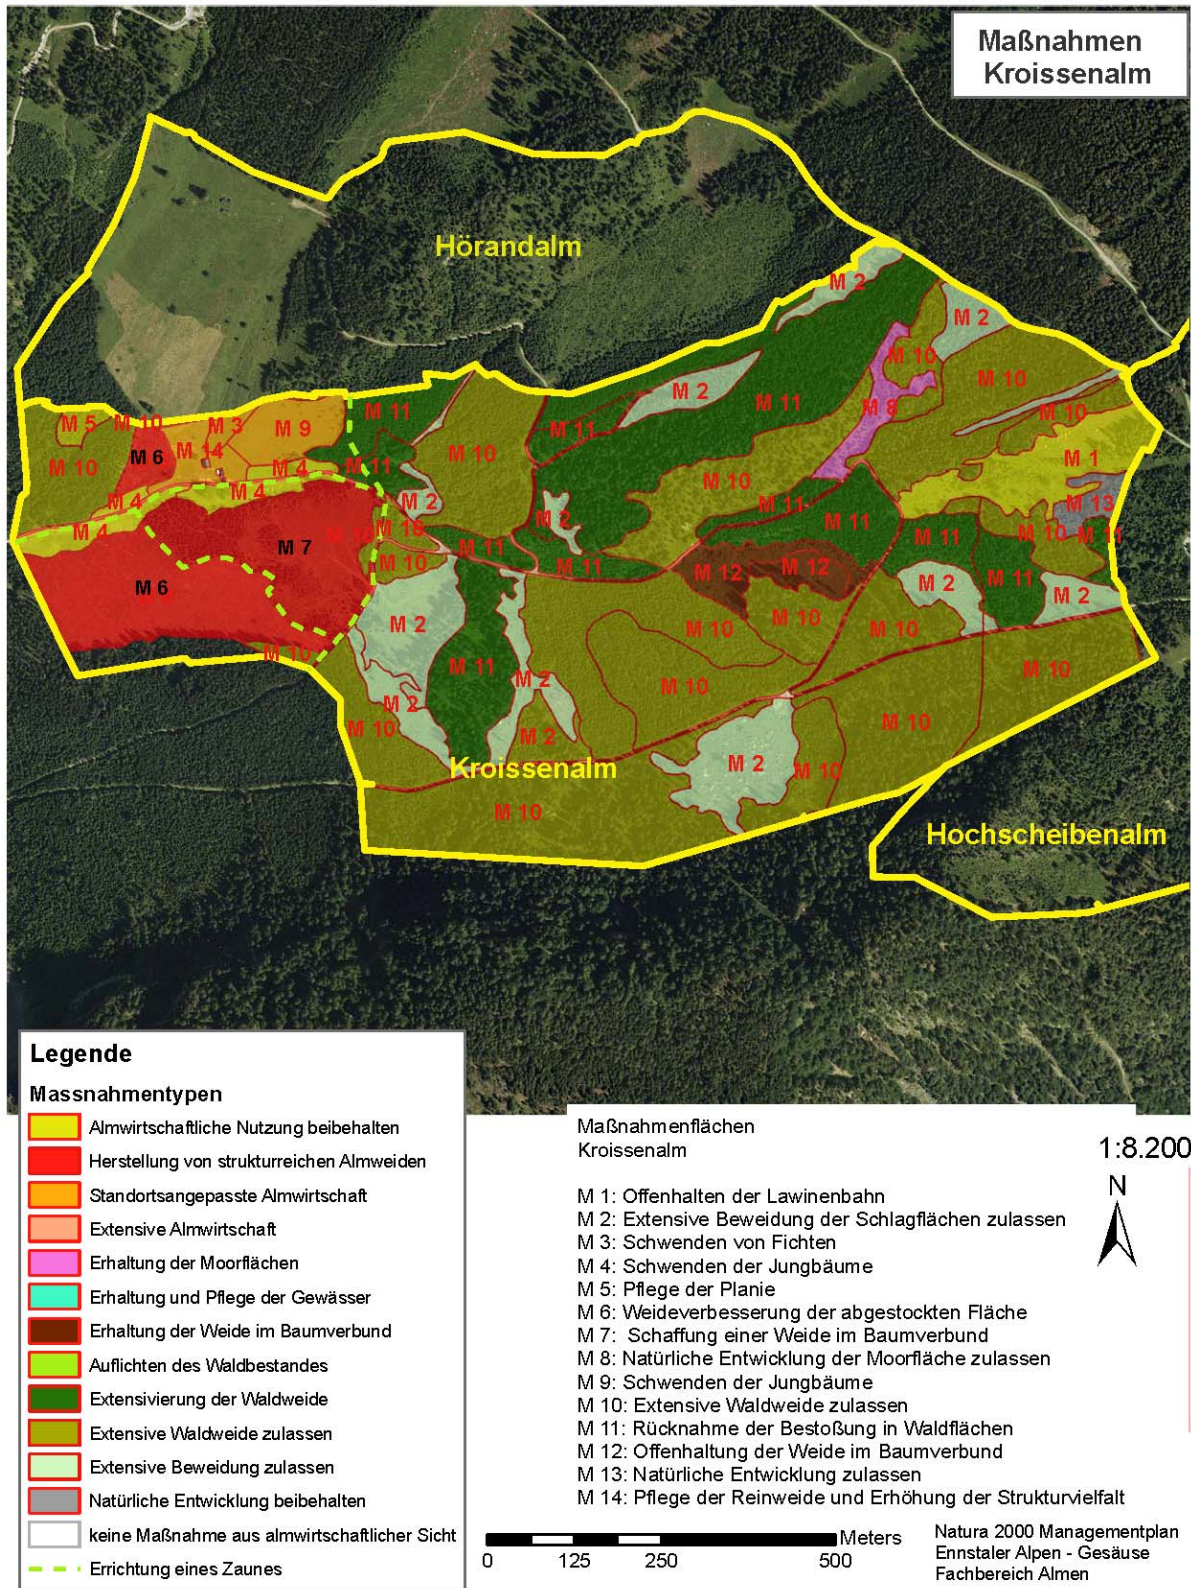 Maßnahmen
Kroissenalm
Hörandalm
M 2
M 2
M 10
M 10
M 2
M 11
M 11
M 8
M 10
M 5
M 10
M 3
M 9
M 11
M 6
M 14
M 10
M 4
M 11
M 10
M 10
M 1
M 4
M 4
M 2
M 2
M 11
M 13
M 4
M 10
M 11
M 11
M 10
M 11
M 7
M 10
M 11
M 11
M 12
M 12
M 11
M 6
M 2
M 2
M 2
M 10
M 10
M 10
M 10
M 11
M 10
M 2
M 10
M 2
M 10
M 2
M 10
M 2
M 10
Kroissenalm
M 10
Hochscheibenalm
Legende
Massnahmentypen
Almwirtschaftliche Nutzung beibehalten
Herstellung von strukturreichen Almweiden
Standortsangepasste Almwirtschaft
Extensive Almwirtschaft
Erhaltung der Moorflächen
Erhaltung und Pflege der Gewässer
Erhaltung der Weide im Baumverbund
Auflichten des Waldbestandes
Extensivierung der Waldweide
Extensive Waldweide zulassen
Extensive Beweidung zulassen
Natürliche Entwicklung beibehalten
keine Maßnahme aus almwirtschaftlicher Sicht
Errichtung eines Zaunes
Maßnahmenflächen
Kroissenalm
1:8.200
N
M 1: Offenhalten der Lawinenbahn
M 2: Extensive Beweidung der Schlagflächen zulassen
M 3: Schwenden von Fichten
M 4: Schwenden der Jungbäume
M 5: Pflege der Planie
M 6: Weideverbesserung der abgestockten Fläche
M 7: Schaffung einer Weide im Baumverbund
M 8: Natürliche Entwicklung der Moorfläche zulassen
M 9: Schwenden der Jungbäume
M 10: Extensive Waldweide zulassen
M 11: Rücknahme der Bestoßung in Waldflächen
M 12: Offenhaltung der Weide im Baumverbund
M 13: Natürliche Entwicklung zulassen
M 14: Pflege der Reinweide und Erhöhung der Strukturvielfalt
Meters
0 125 250 500
Natura 2000 Managementplan
Ennstaler Alpen - Gesäuse
Fachbereich Almen